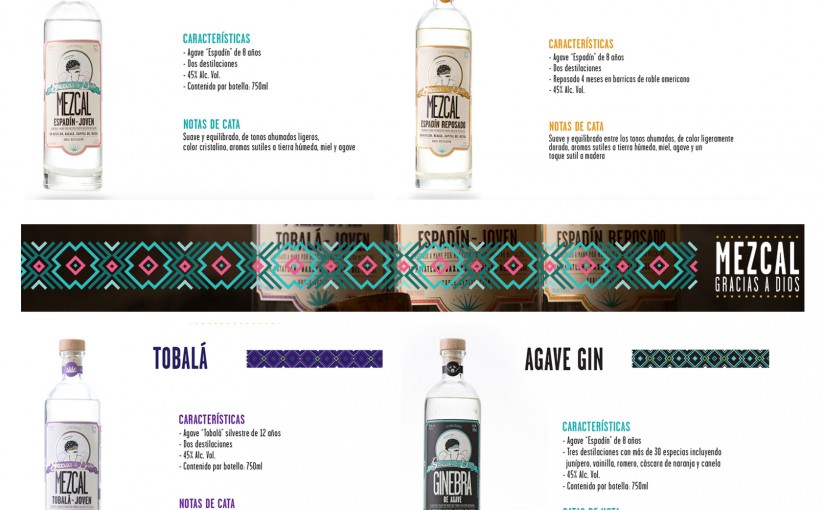 CARACTERÍSTICAS
- Agave "Espadín" de 8 años
- Dos destilaciones
- 45% Alc. Vol.
- Contenido por botella: 750ml
NOTAS DE CATA
Suave y equilibrado, de tonos ahumados ligeros,
color cristalino, aromas sutiles a tierra húmeda, miel y agave
MEZCAL
ESPADÍN-JOVEN
CARACTERÍSTICAS
- Agave "Espadín" de 8 años
- Dos destilaciones
- Reposado 4 meses en barricas de roble americano
- 45% Alc. Vol.
NOTAS DE CATA
Suave y equilibrado entre los tonos ahumados, de color ligeramente
dorado, aromas sutiles a tierra húmeda, miel, agave y un
toque sutil a madera
MEZCAL
ESPADÍN REPOSADO
TOBALÁ-JOVEN
ESPADÍN-JOVEN
ESPADÍN REPOSADO
MEZCAL
GRACIAS A DIOS
TOBALÁ
CARACTERÍSTICAS
- Agave "Tobalá" silvestre de 12 años
- Dos destilaciones
- 45% Alc. Vol.
- Contenido por botella: 750ml
NOTAS DE CATA
MEZCAL
TOBALÁ-JOVEN
AGAVE GIN
CARACTERÍSTICAS
- Agave "Espadín" de 8 años
- Tres destilaciones con más de 30 especias incluyendo
junípero, vainilla, romero, cáscara de naranja y canela
- 45% Alc. Vol.
- Contenido por botella: 750ml
GINEBRA
DE AGAVE